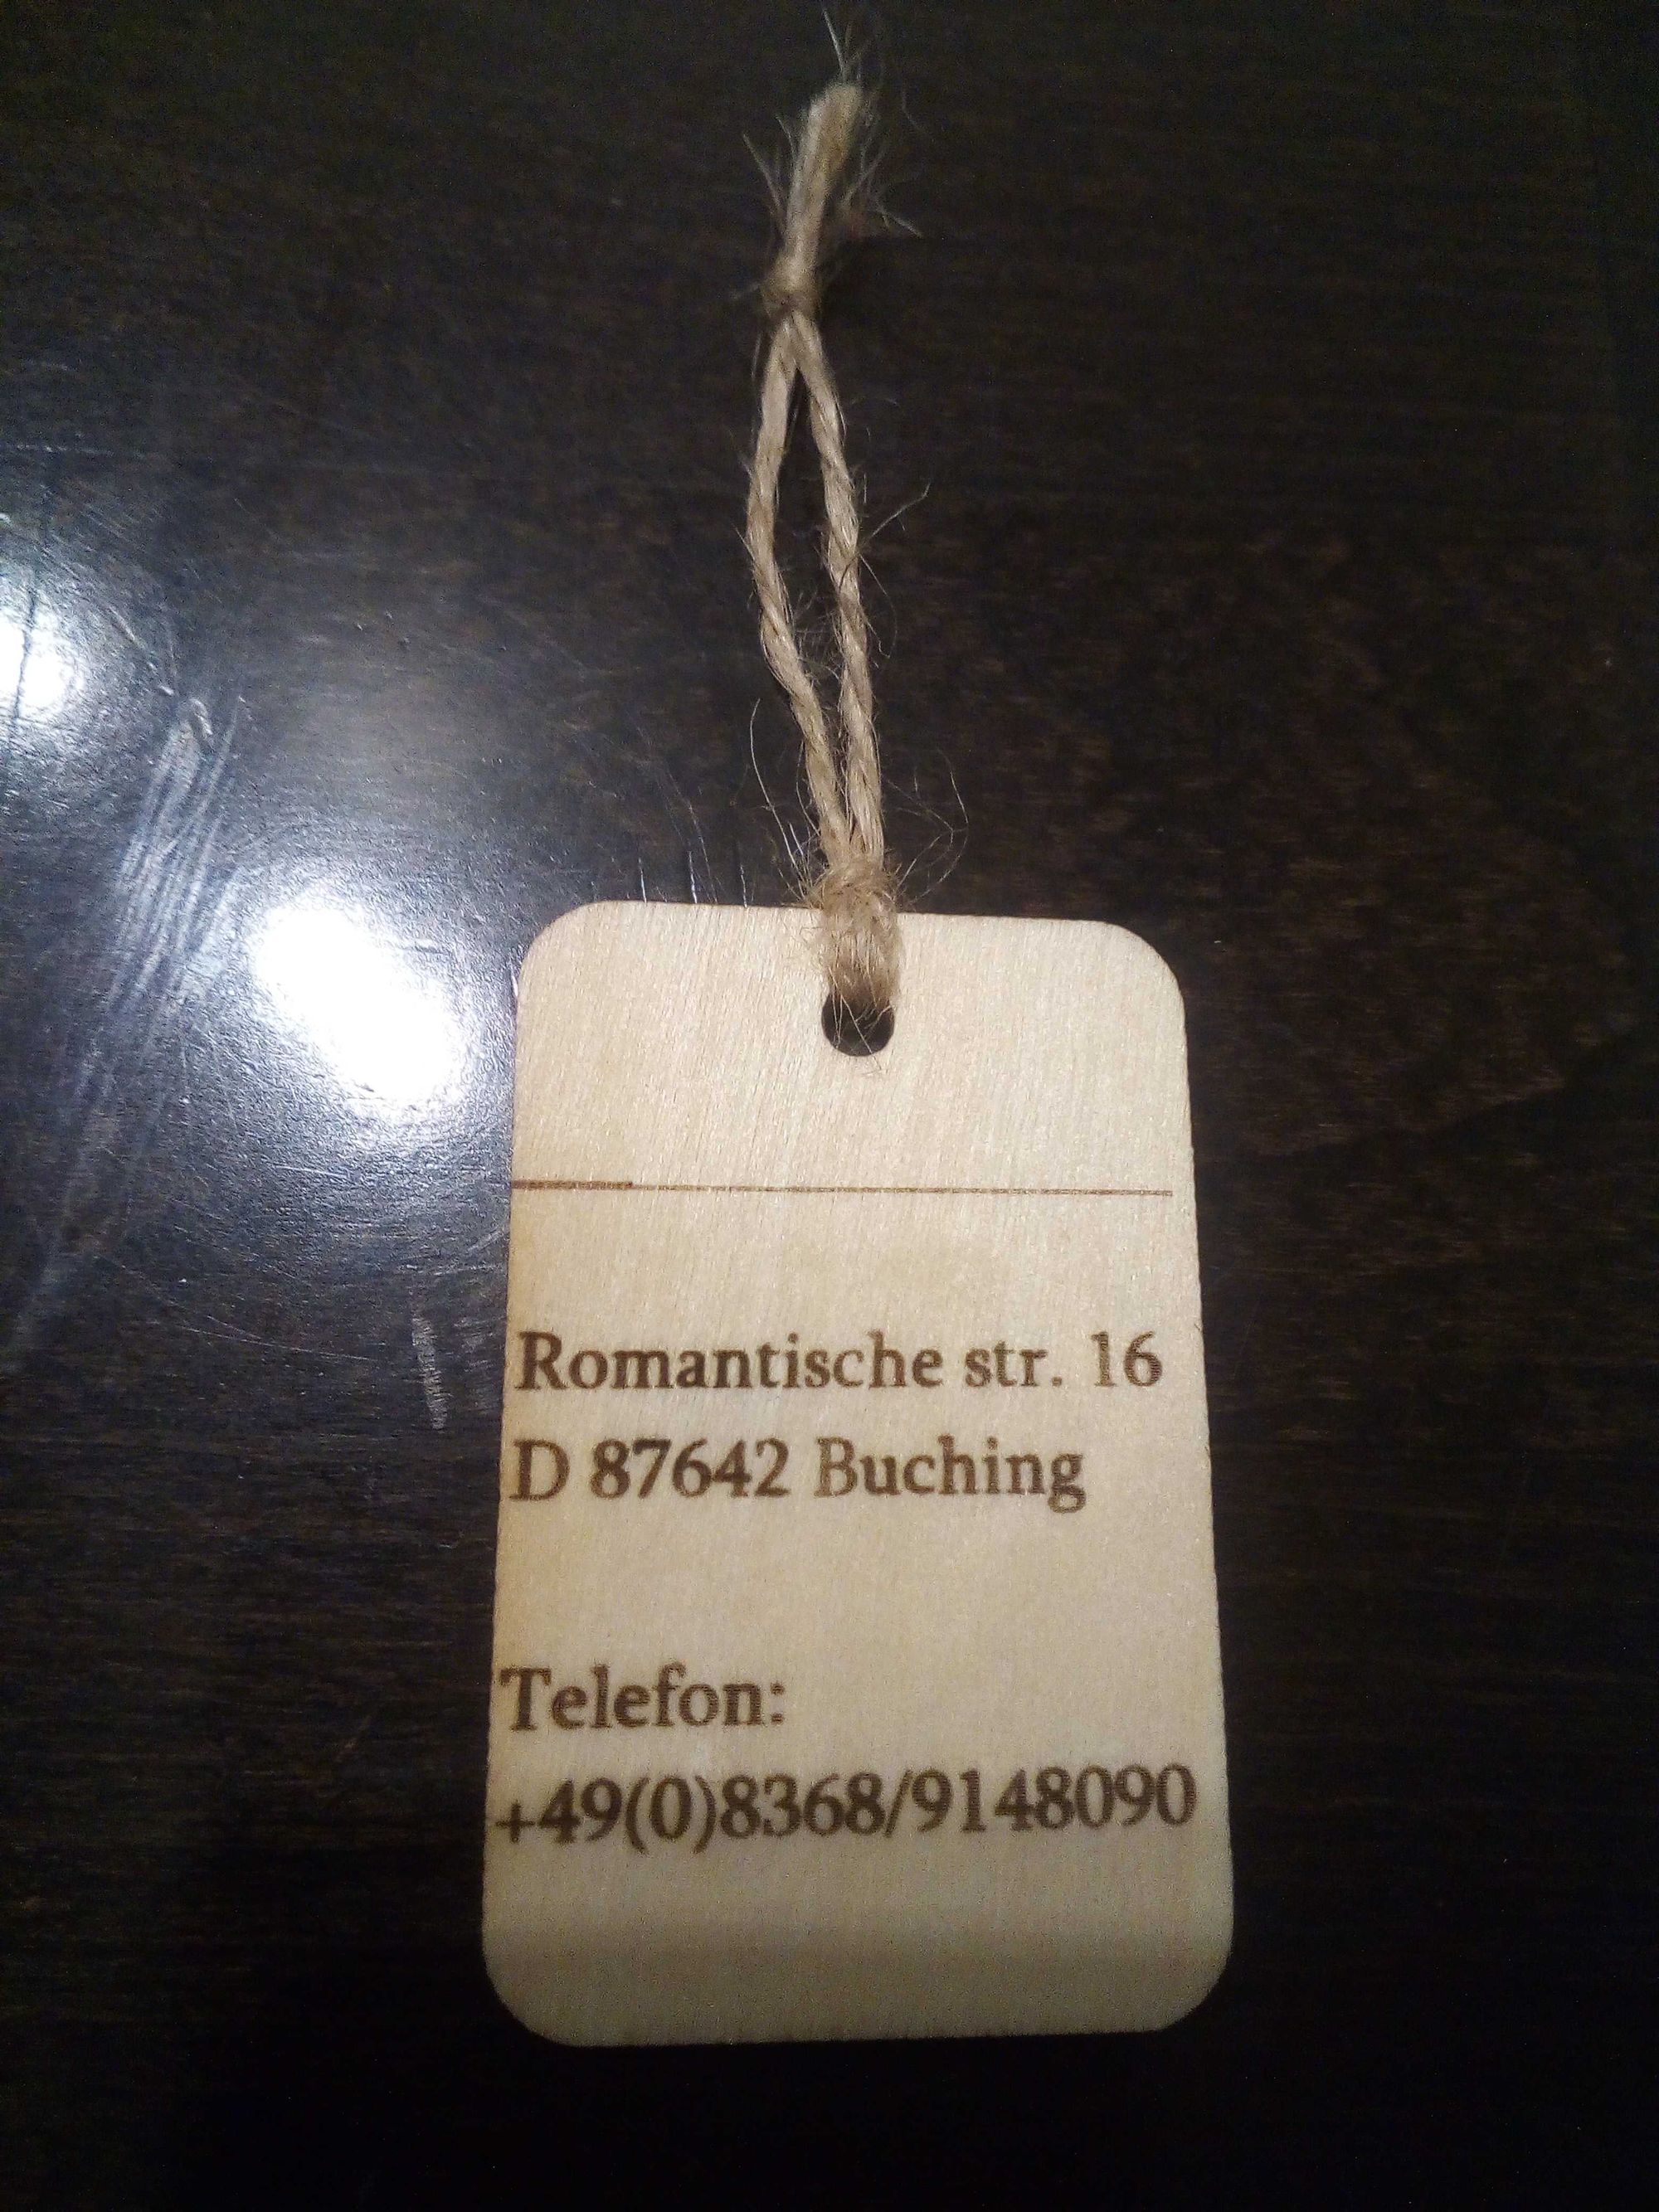 Romantische str. 16
D 87642 Buching
Telefon:
+49(0)8368/9148090